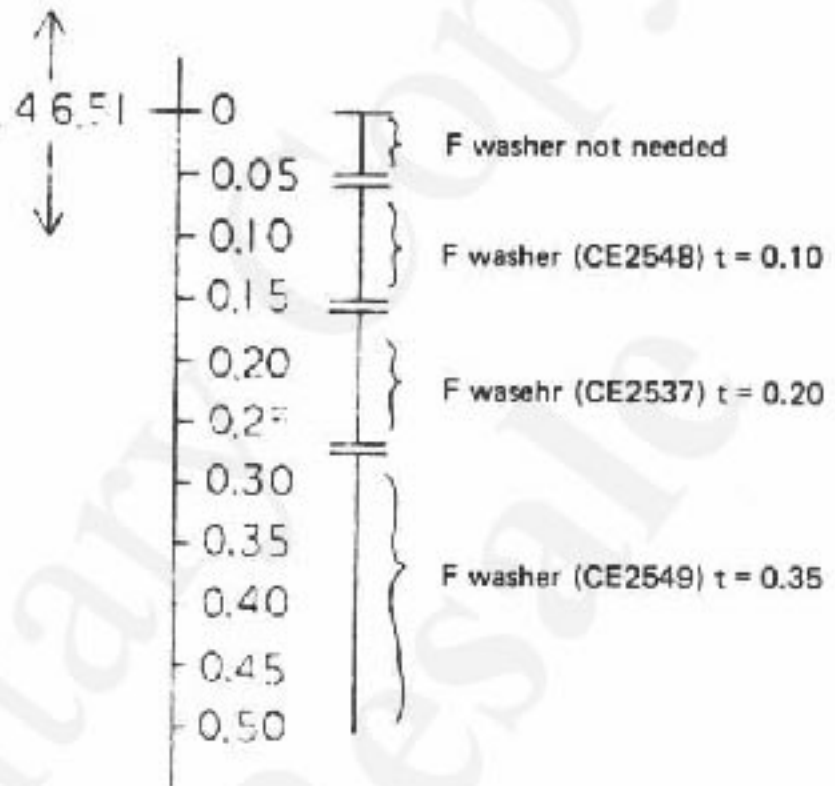 46.51
0
F washer not needed
0.05
0.10
F washer (CE2548) t = 0.10
0.15
0.20
F wasehr (CE2537) t = 0.20
0.30
0.35
F washer (CE2549) t = 0.35
0.40
0.45
0.50